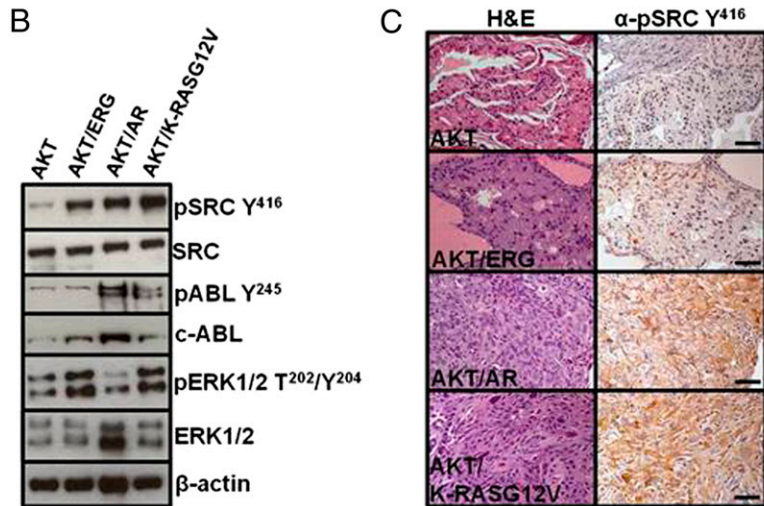 B
AKT
AKT/ERG
AKT/AR
AKT/K-RASG12V
pSRC Y⁴¹⁶
SRC
pABL Y²⁴⁵
c-ABL
pERK1/2 T²⁰²/Y²⁰⁴
ERK1/2
β-actin
C
H&E
α-pSRC Y⁴¹⁶
AKT
AKT/ERG
AKT/AR
AKT/
K-RASG12V